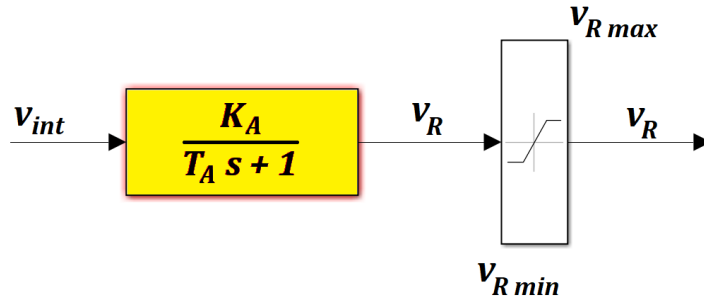 v_R max
v_int
K_A
T_A s + 1
v_R
v_R
v_R min